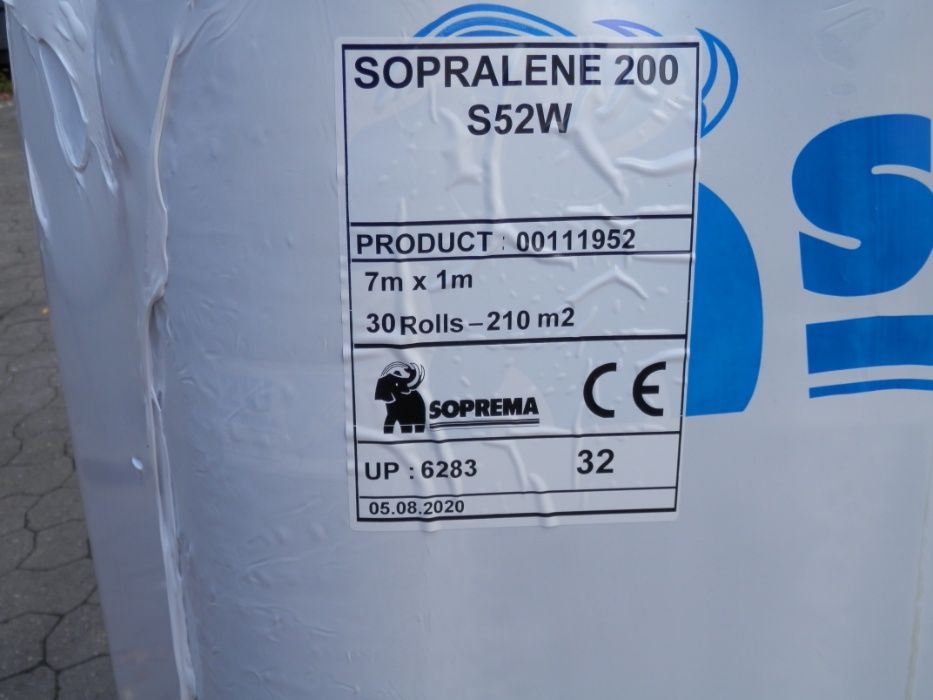 SOPRALENE 200
S52W
PRODUCT : 00111952
7m x 1m
30 Rolls – 210 m2
SOPREMA
CE
UP : 6283 32
05.08.2020
S